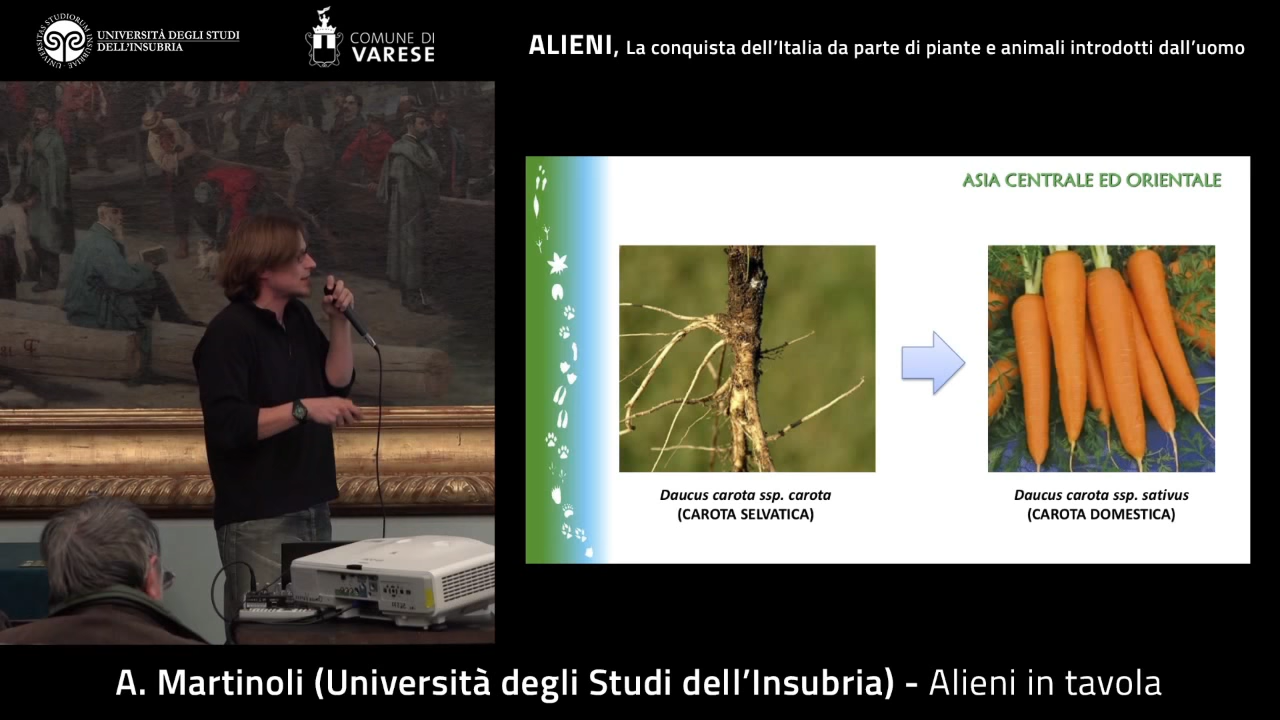 UNIVERSITÀ DEGLI STUDI
DELL'INSUBRIA
COMUNE DI
VARESE
ALIENI, La conquista dell'Italia da parte di piante e animali introdotti dall'uomo
ASIA CENTRALE ED ORIENTALE
Daucus carota ssp. carota
(CAROTA SELVATICA)
Daucus carota ssp. sativus
(CAROTA DOMESTICA)
A. Martinoli (Università degli Studi dell'Insubria) - Alieni in tavola